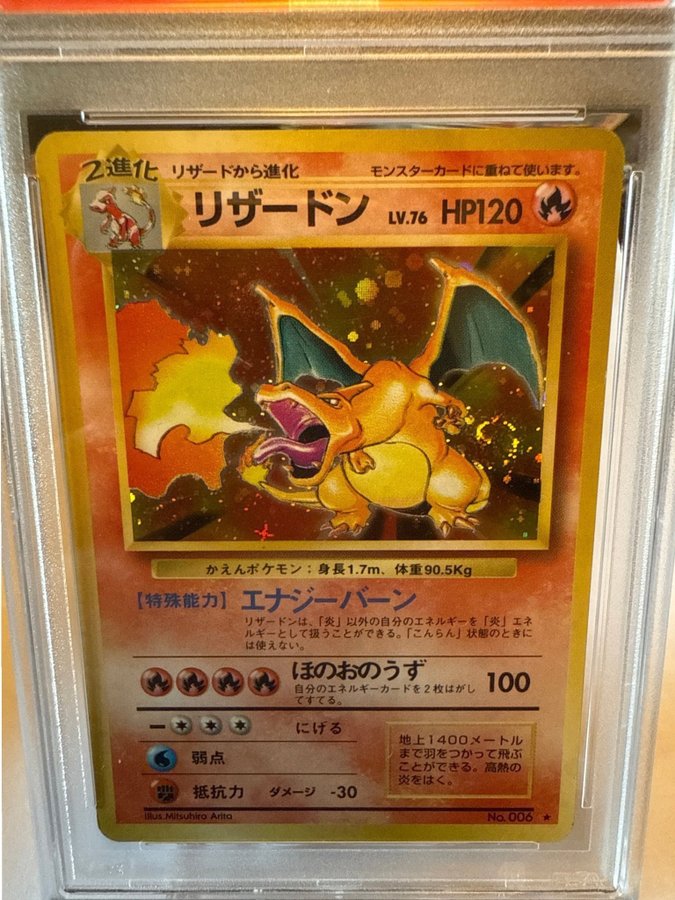 2進化
リザードから進化
モンスターカードに重ねて使います。
リザードン LV.76 HP120
かえんポケモン：身長1.7m、体重90.5Kg
【特殊能力】エナジーバーン
リザードンは、「炎」以外の自分のエネルギーを「炎」エネ
ルギーとして扱うことができる。「こんらん」状態のときに
は使えない。
ほのおのうず 100
自分のエネルギーカードを2枚はがし
てすてる。
にげる
弱点
抵抗力 ダメージ -30
地上1400メートル
まで羽をつかって飛ぶ
ことができる。高熱の
炎をはく。
Illus.Mitsuhiro Arita
No.006 ★